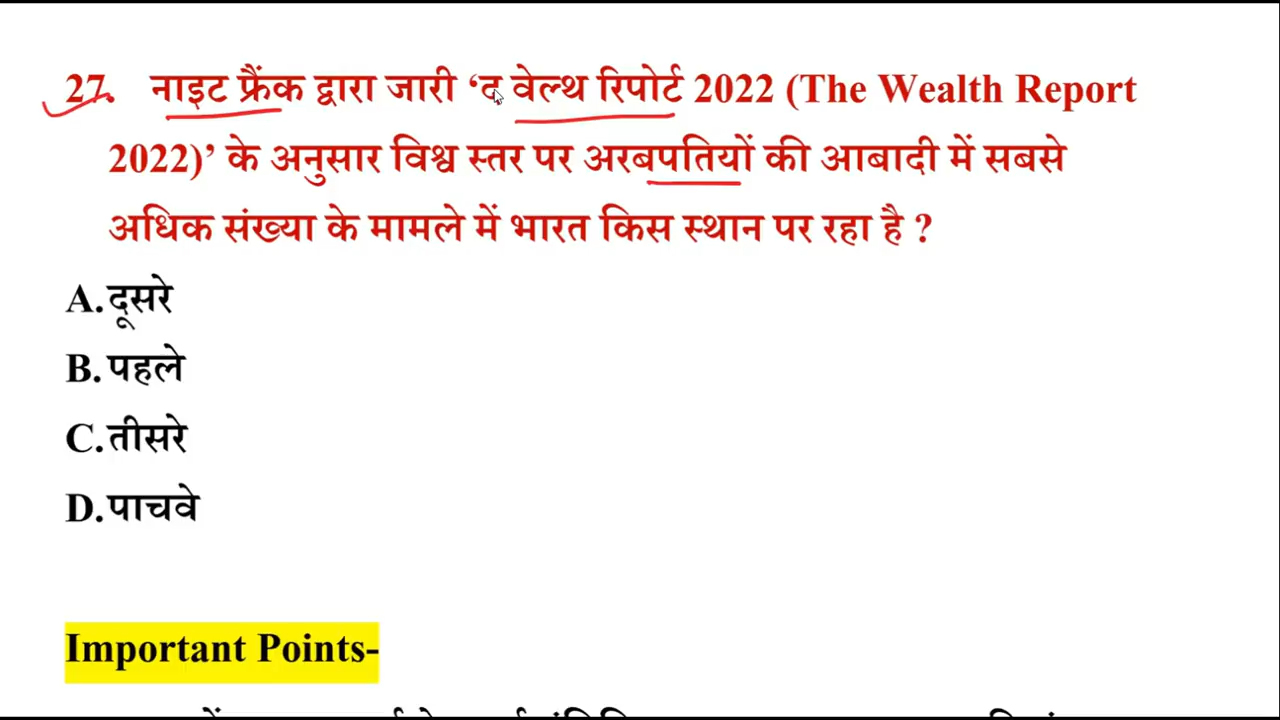 27. नाइट फ्रैंक द्वारा जारी ‘द वेल्थ रिपोर्ट 2022 (The Wealth Report
2022)’ के अनुसार विश्व स्तर पर अरबपतियों की आबादी में सबसे
अधिक संख्या के मामले में भारत किस स्थान पर रहा है ?
A.दूसरे
B. पहले
C.तीसरे
D.पाचवे
Important Points-